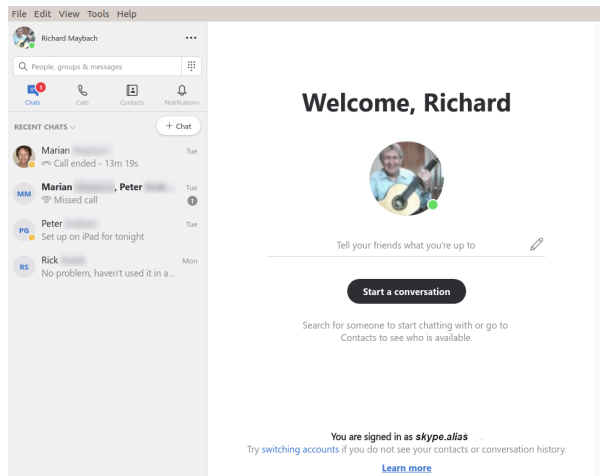 File Edit View Tools Help
Richard Maybach
People, groups & messages
1
Chats Calls Contacts Notifications
RECENT CHATS
+ Chat
Marian Tue
Call ended - 13m 19s
MM Marian , Peter Tue
Missed call 1
PG Peter Tue
Set up on iPad for tonight
RS Rick Mon
No problem, haven't used it in a...
Welcome, Richard
Tell your friends what you're up to
Start a conversation
Search for someone to start chatting with or go to
Contacts to see who is available.
You are signed in as skype.alias
Try switching accounts if you do not see your contacts or conversation history.
Learn more